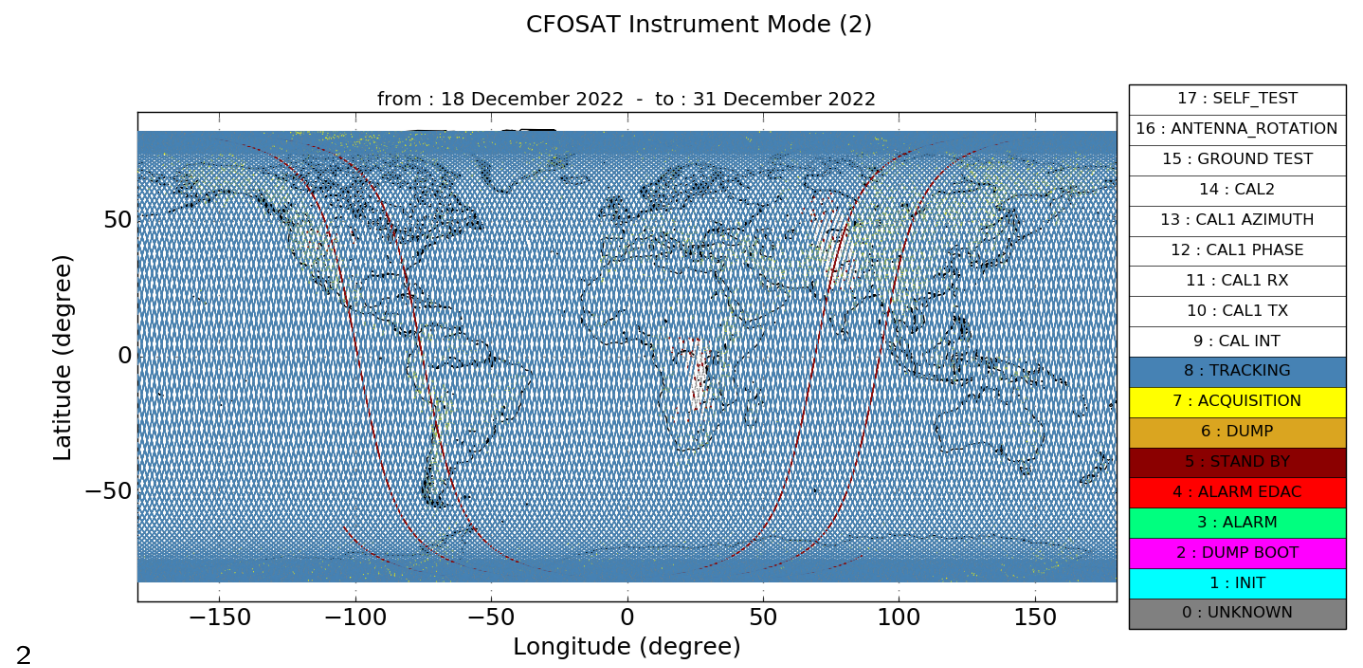 CFOSAT Instrument Mode (2)
from : 18 December 2022  -  to : 31 December 2022
17 : SELF_TEST
16 : ANTENNA_ROTATION
15 : GROUND TEST
14 : CAL2
13 : CAL1 AZIMUTH
12 : CAL1 PHASE
11 : CAL1 RX
10 : CAL1 TX
9 : CAL INT
8 : TRACKING
7 : ACQUISITION
6 : DUMP
5 : STAND BY
4 : ALARM EDAC
3 : ALARM
2 : DUMP BOOT
1 : INIT
0 : UNKNOWN
Latitude (degree)
50
0
−50
−150 −100 −50 0 50 100 150
Longitude (degree)
2